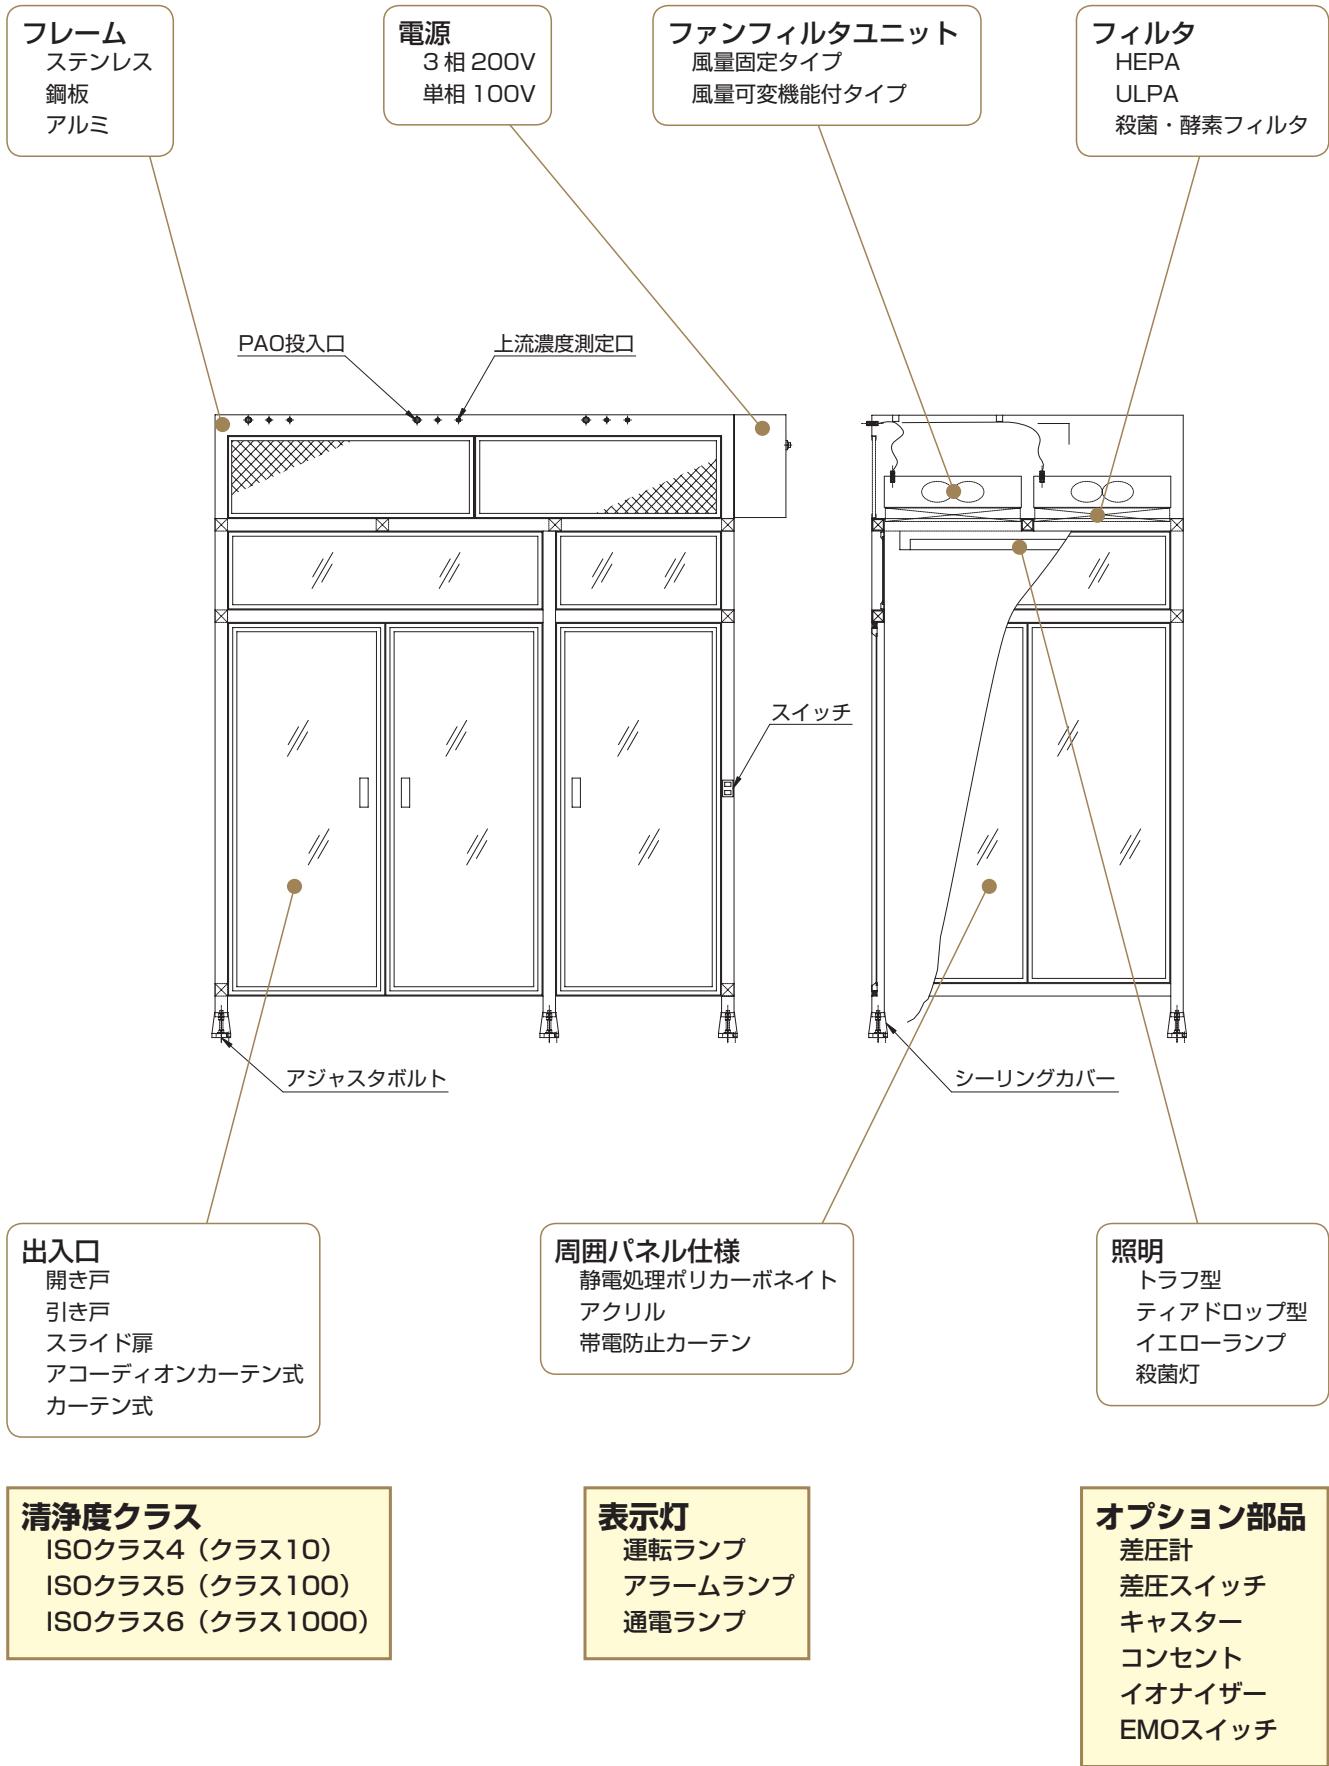 フレーム
ステンレス
鋼板
アルミ
電源
3相 200V
単相 100V
ファンフィルタユニット
風量固定タイプ
風量可変機能付タイプ
フィルタ
HEPA
ULPA
殺菌・酵素フィルタ
PAO投入口
上流濃度測定口
スイッチ
アジャスタボルト
シーリングカバー
出入口
開き戸
引き戸
スライド扉
アコーディオンカーテン式
カーテン式
周囲パネル仕様
静電処理ポリカーボネイト
アクリル
帯電防止カーテン
照明
トラフ型
ティアドロップ型
イエローランプ
殺菌灯
清浄度クラス
ISOクラス4（クラス10）
ISOクラス5（クラス100）
ISOクラス6（クラス1000）
表示灯
運転ランプ
アラームランプ
通電ランプ
オプション部品
差圧計
差圧スイッチ
キャスター
コンセント
イオナイザー
EMOスイッチ